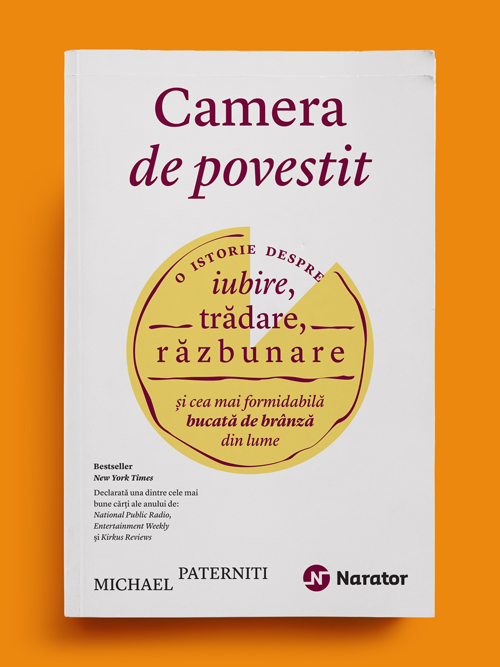 Camera
de povestit
O ISTORIE DESPRE
iubire,
trădare,
răzbunare
și cea mai formidabilă
bucată de brânză
din lume
Bestseller
New York Times
Declarată una dintre cele mai
bune cărți ale anului de:
National Public Radio,
Entertainment Weekly
și Kirkus Reviews
MICHAEL PATERNITI
N Narator